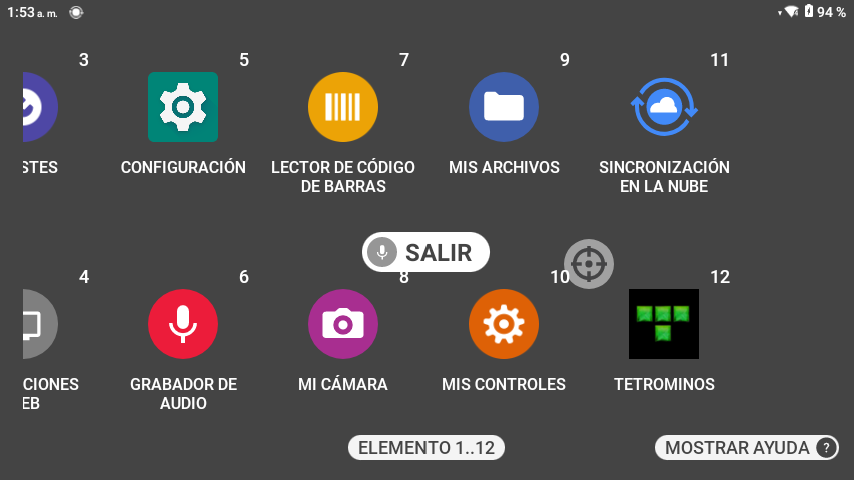 1:53 a. m.
94 %
3
5
7
9
11
STES
CONFIGURACIÓN
LECTOR DE CÓDIGO
DE BARRAS
MIS ARCHIVOS
SINCRONIZACIÓN
EN LA NUBE
SALIR
4
6
8
10
12
CIONES
EB
GRABADOR DE
AUDIO
MI CÁMARA
MIS CONTROLES
TETROMINOS
ELEMENTO 1..12
MOSTRAR AYUDA ?